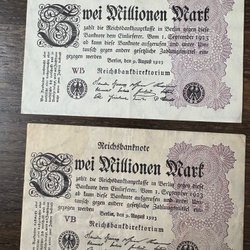 Zwei Millionen Mark
zahlt die Reichsbankhauptkasse in Berlin gegen diese
Banknote dem Einlieferer. Vom 1. September 1923
ab kann diese Banknote aufgerufen und unter Um-
tausch gegen andere gesetzliche Zahlungsmittel ein-
gezogen werden
Berlin, den 9. August 1923
WB Reichsbankdirektorium
Reichsbanknote
Zwei Millionen Mark
zahlt die Reichsbankhauptkasse in Berlin gegen diese
Banknote dem Einlieferer. Vom 1. September 1923
ab kann diese Banknote aufgerufen und unter Um-
tausch gegen andere gesetzliche Zahlungsmittel ein-
gezogen werden
Berlin, den 9. August 1923
VB Reichsbankdirektorium